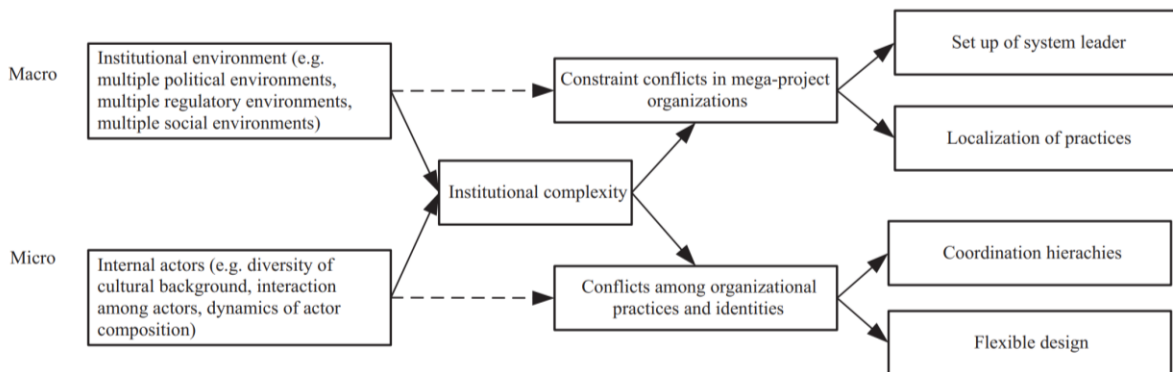 Macro
Institutional environment (e.g.
multiple political environments,
multiple regulatory environments,
multiple social environments)
Constraint conflicts in mega-project
organizations
Set up of system leader
Localization of practices
Institutional complexity
Micro
Internal actors (e.g. diversity of
cultural background, interaction
among actors, dynamics of actor
composition)
Conflicts among organizational
practices and identities
Coordination hierachies
Flexible design